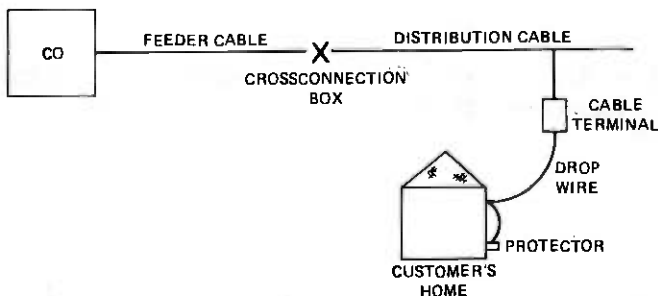 CO
FEEDER CABLE
DISTRIBUTION CABLE
CROSSCONNECTION
BOX
CABLE
TERMINAL
DROP
WIRE
PROTECTOR
CUSTOMER'S
HOME